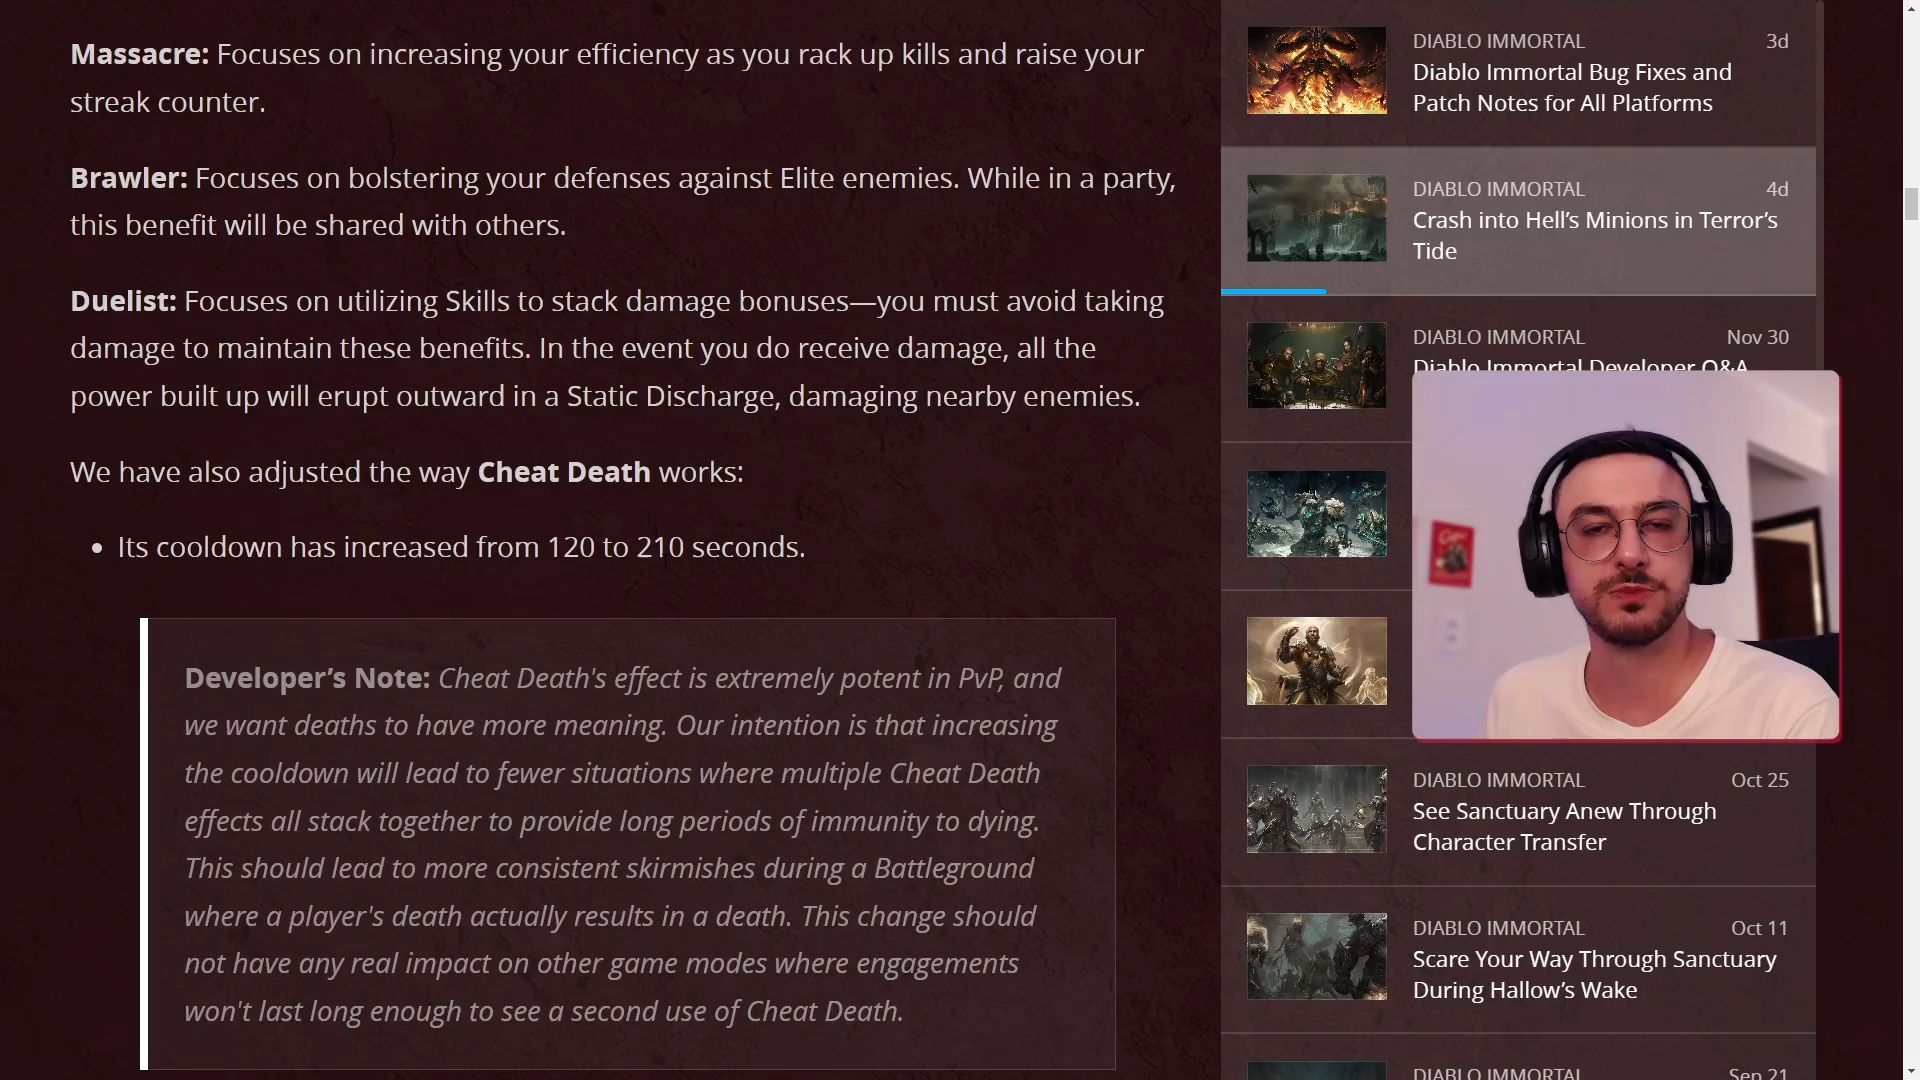 Massacre: Focuses on increasing your efficiency as you rack up kills and raise your
streak counter.
Brawler: Focuses on bolstering your defenses against Elite enemies. While in a party,
this benefit will be shared with others.
Duelist: Focuses on utilizing Skills to stack damage bonuses—you must avoid taking
damage to maintain these benefits. In the event you do receive damage, all the
power built up will erupt outward in a Static Discharge, damaging nearby enemies.
We have also adjusted the way Cheat Death works:
• Its cooldown has increased from 120 to 210 seconds.
Developer’s Note: Cheat Death's effect is extremely potent in PvP, and
we want deaths to have more meaning. Our intention is that increasing
the cooldown will lead to fewer situations where multiple Cheat Death
effects all stack together to provide long periods of immunity to dying.
This should lead to more consistent skirmishes during a Battleground
where a player's death actually results in a death. This change should
not have any real impact on other game modes where engagements
won't last long enough to see a second use of Cheat Death.
DIABLO IMMORTAL 3d
Diablo Immortal Bug Fixes and
Patch Notes for All Platforms
DIABLO IMMORTAL 4d
Crash into Hell’s Minions in Terror’s
Tide
DIABLO IMMORTAL Nov 30
Diablo Immortal Developer Q&A
DIABLO IMMORTAL Oct 25
See Sanctuary Anew Through
Character Transfer
DIABLO IMMORTAL Oct 11
Scare Your Way Through Sanctuary
During Hallow’s Wake
DIABLO IMMORTAL Sep 21